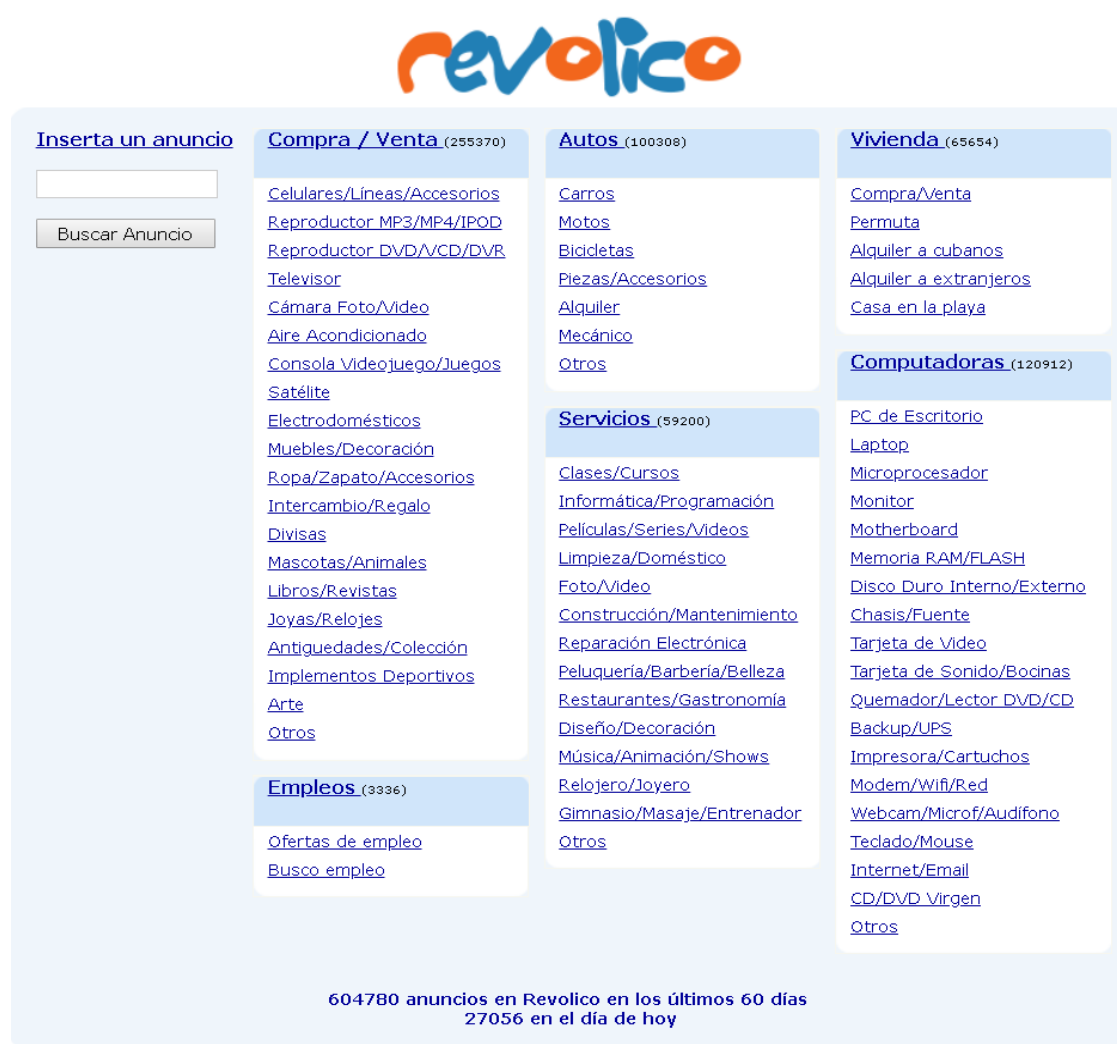 revolico
Inserta un anuncio
Buscar Anuncio
Compra / Venta (255370)
Celulares/Líneas/Accesorios
Reproductor MP3/MP4/IPOD
Reproductor DVD/VCD/DVR
Televisor
Cámara Foto/Video
Aire Acondicionado
Consola Videojuego/Juegos
Satélite
Electrodomésticos
Muebles/Decoración
Ropa/Zapato/Accesorios
Intercambio/Regalo
Divisas
Mascotas/Animales
Libros/Revistas
Joyas/Relojes
Antiguedades/Colección
Implementos Deportivos
Arte
Otros
Empleos (3336)
Ofertas de empleo
Busco empleo
Autos (100308)
Carros
Motos
Bicicletas
Piezas/Accesorios
Alquiler
Mecánico
Otros
Servicios (59200)
Clases/Cursos
Informática/Programación
Películas/Series/Videos
Limpieza/Doméstico
Foto/Video
Construcción/Mantenimiento
Reparación Electrónica
Peluquería/Barbería/Belleza
Restaurantes/Gastronomía
Diseño/Decoración
Música/Animación/Shows
Relojero/Joyero
Gimnasio/Masaje/Entrenador
Otros
Vivienda (65654)
Compra/Venta
Permuta
Alquiler a cubanos
Alquiler a extranjeros
Casa en la playa
Computadoras (120912)
PC de Escritorio
Laptop
Microprocesador
Monitor
Motherboard
Memoria RAM/FLASH
Disco Duro Interno/Externo
Chasis/Fuente
Tarjeta de Video
Tarjeta de Sonido/Bocinas
Quemador/Lector DVD/CD
Backup/UPS
Impresora/Cartuchos
Modem/Wifi/Red
Webcam/Microf/Audífono
Teclado/Mouse
Internet/Email
CD/DVD Virgen
Otros
604780 anuncios en Revolico en los últimos 60 días
27056 en el día de hoy